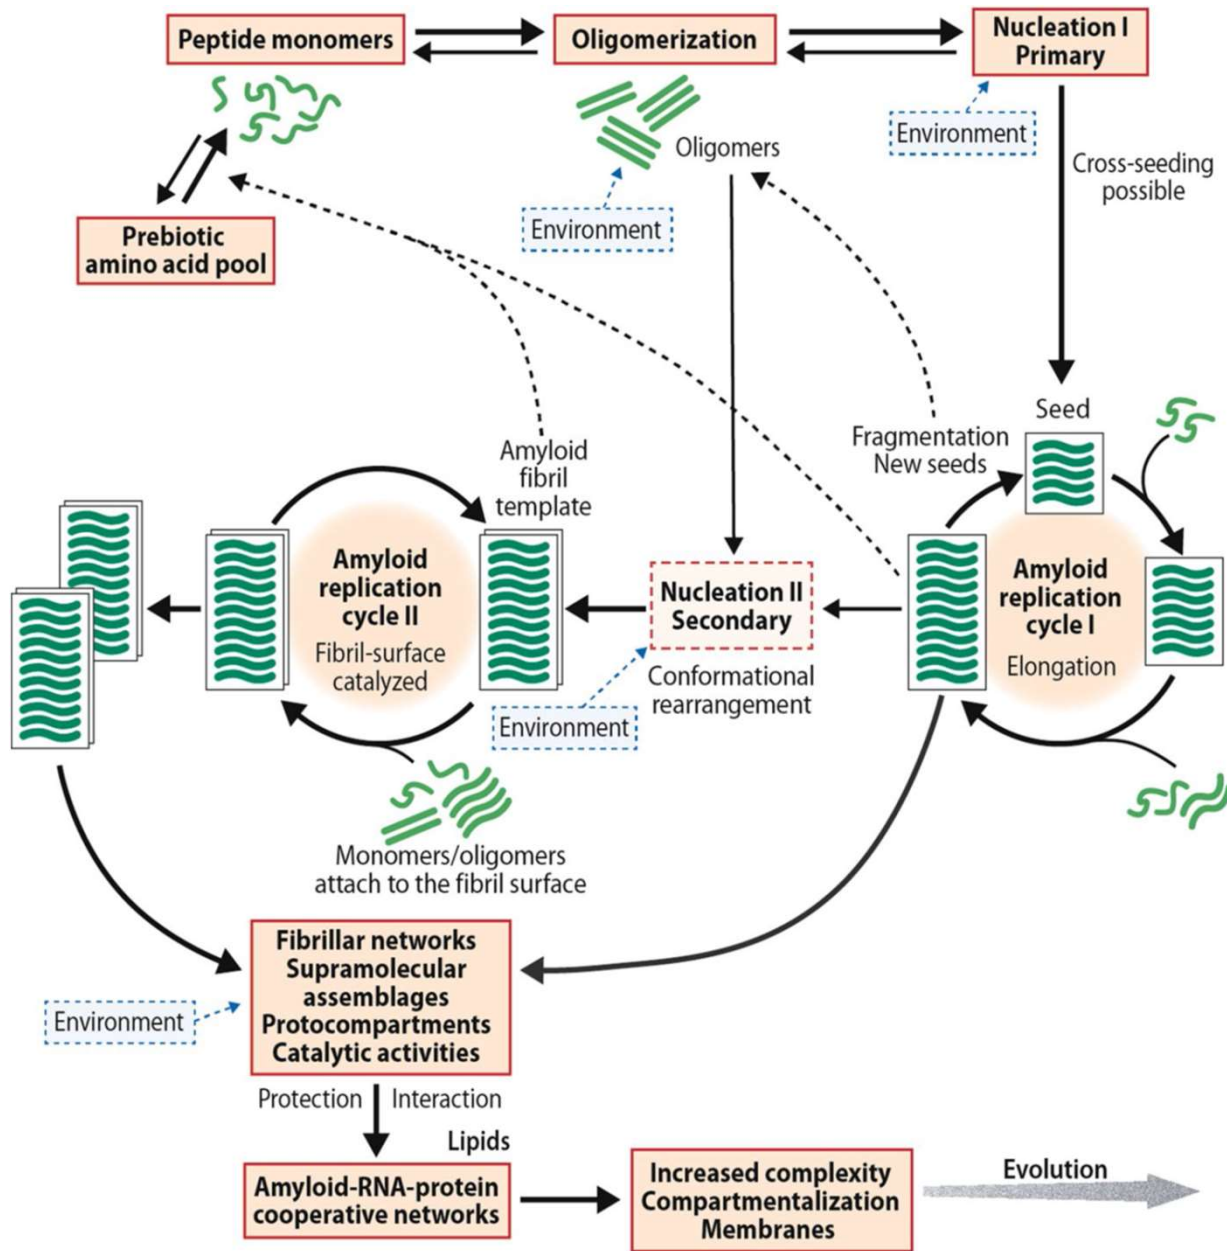 Peptide monomers
Oligomerization
Nucleation I
Primary
Environment
Oligomers
Cross-seeding
possible
Environment
Prebiotic
amino acid pool
Seed
Fragmentation
New seeds
Amyloid
fibril
template
Amyloid
replication
cycle II
Fibril-surface
catalyzed
Nucleation II
Secondary
Conformational
rearrangement
Environment
Amyloid
replication
cycle I
Elongation
Monomers/oligomers
attach to the fibril surface
Fibrillar networks
Supramolecular
assemblages
Protocompartments
Catalytic activities
Environment
Protection
Interaction
Lipids
Amyloid-RNA-protein
cooperative networks
Increased complexity
Compartmentalization
Membranes
Evolution